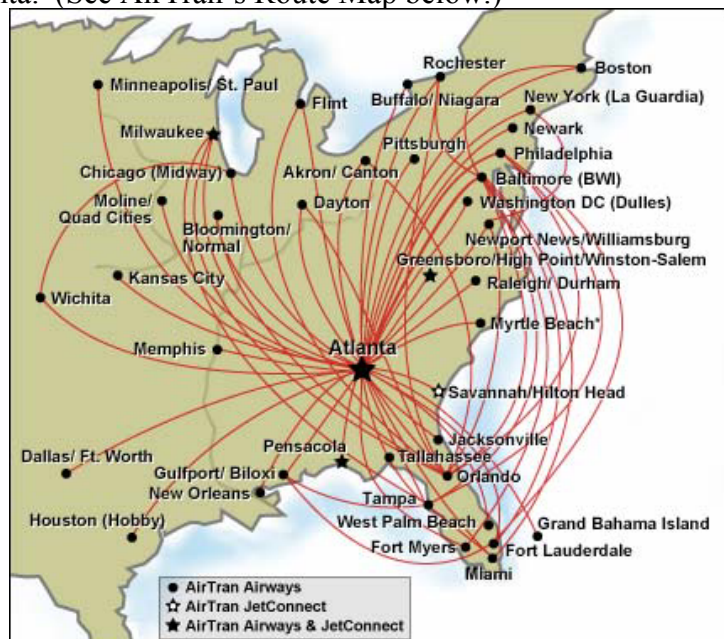 (See AirTran's Route Map below.)
Minneapolis/ St. Paul
Rochester
Boston
Flint
Buffalo/ Niagara
New York (La Guardia)
Milwaukee
Pittsburgh
Newark
Philadelphia
Chicago (Midway)
Akron/ Canton
Baltimore (BWI)
Moline/
Quad Cities
Dayton
Washington DC (Dulles)
Bloomington/
Normal
Newport News/Williamsburg
Greensboro/High Point/Winston-Salem
Kansas City
Raleigh/ Durham
Wichita
Myrtle Beach*
Memphis
Atlanta
Savannah/Hilton Head
Jacksonville
Pensacola
Dallas/ Ft. Worth
Tallahassee
Gulfport/ Biloxi
Orlando
New Orleans
Tampa
Houston (Hobby)
West Palm Beach
Grand Bahama Island
Fort Myers
Fort Lauderdale
Miami
AirTran Airways
AirTran JetConnect
AirTran Airways & JetConnect